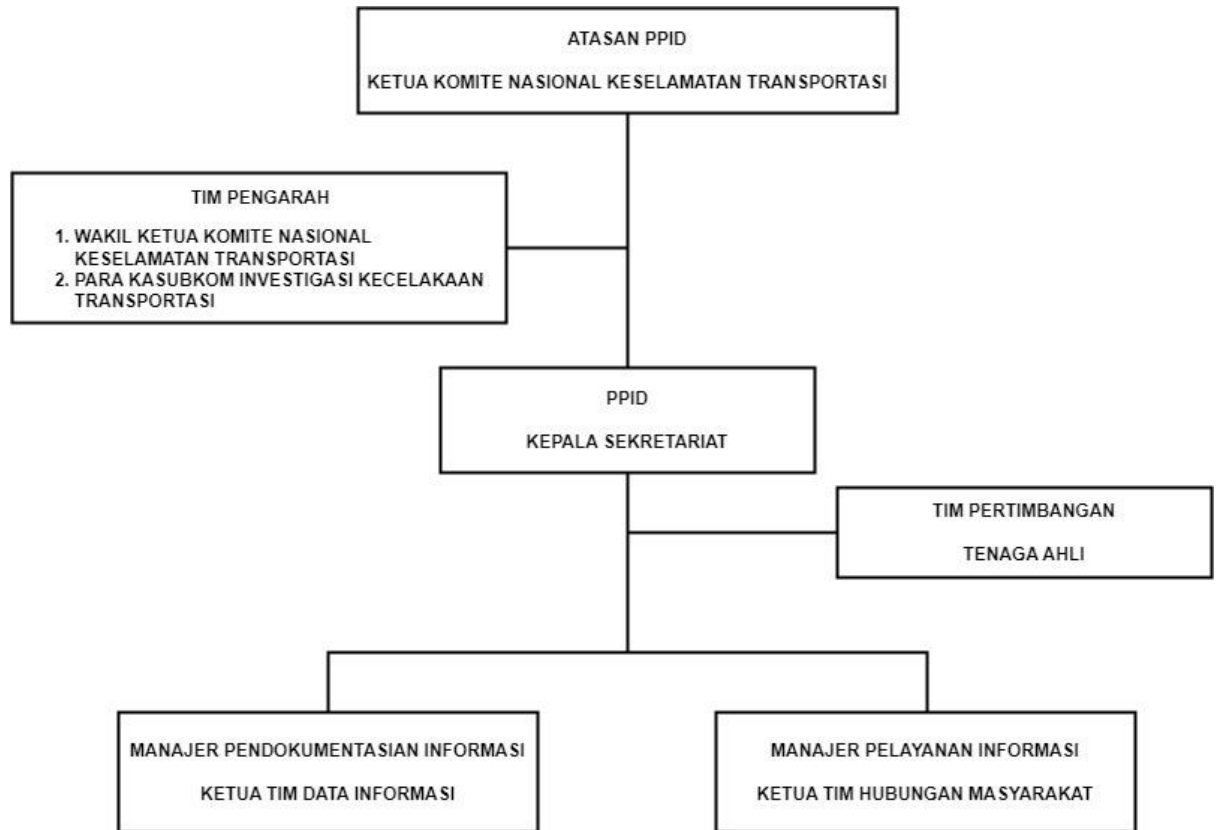 ATASAN PPID
KETUA KOMITE NASIONAL KESELAMATAN TRANSPORTASI
TIM PENGARAH
1. WAKIL KETUA KOMITE NASIONAL
KESELAMATAN TRANSPORTASI
2. PARA KASUBKOM INVESTIGASI KECELAKAAN
TRANSPORTASI
PPID
KEPALA SEKRETARIAT
TIM PERTIMBANGAN
TENAGA AHLI
MANAJER PENDOKUMENTASIAN INFORMASI
KETUA TIM DATA INFORMASI
MANAJER PELAYANAN INFORMASI
KETUA TIM HUBUNGAN MASYARAKAT